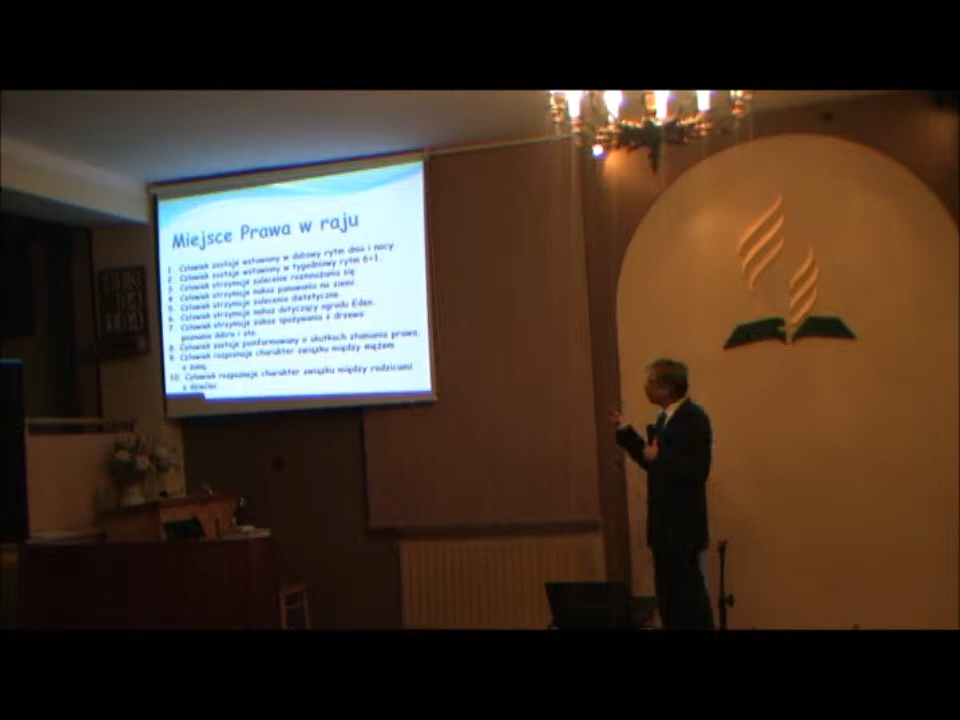 Miejsce Prawa w raju
1. Człowiek zostaje wstawiony w dobowy rytm dnia i nocy.
2. Człowiek zostaje wstawiony w tygodniowy rytm 6+1.
3. Człowiek otrzymuje zalecenie rozmnażania się.
4. Człowiek otrzymuje nakaz panowania na ziemi.
5. Człowiek otrzymuje zalecenia dietetyczne.
6. Człowiek otrzymuje nakaz dotyczący ogrodu Eden.
7. Człowiek otrzymuje zakaz spożywania z drzewa
poznania dobra i zła.
8. Człowiek zostaje poinformowany o skutkach złamania prawa.
9. Człowiek rozpoznaje charakter związku między mężem
a żoną.
10. Człowiek rozpoznaje charakter związku między rodzicami
a dziećmi.